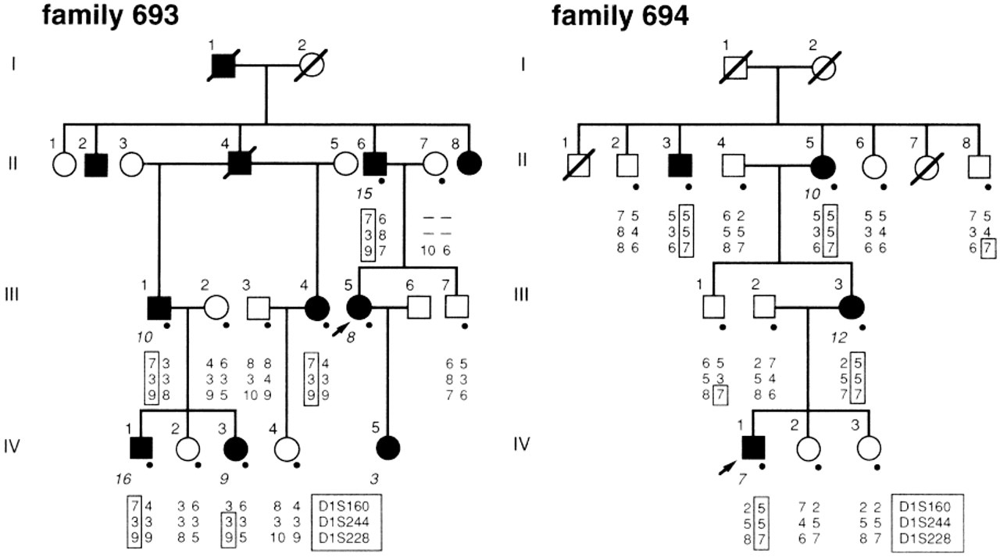 family 693
family 694
1 2
1 2
I
I
1 2 3 4 5 6 7 8
1 2 3 4 5 6 7 8
II
II
15
10
7 6 – –
3 8 – –
9 7 10 6
7 5 5 5 6 2 5 5 5 5 7 5
8 4 3 5 5 5 3 5 3 4 3 4
8 6 6 7 8 7 6 7 6 6 6 7
1 2 3 4 5 6 7
1 2 3
III
III
10
8
12
7 3 4 6 8 8 7 4 6 5
3 3 3 3 3 4 3 3 8 3
9 8 9 5 10 9 9 9 7 6
6 5 2 7 2 5
5 3 5 4 5 5
8 7 8 6 7 7
1 2 3 4 5
1 2 3
IV
IV
16
9
3
7
7 4 3 6 3 6 8 4 D1S160
3 3 3 3 3 3 3 3 D1S244
9 9 8 5 9 5 10 9 D1S228
2 5 7 2 2 2 D1S160
5 5 4 5 5 5 D1S244
8 7 6 7 8 7 D1S228